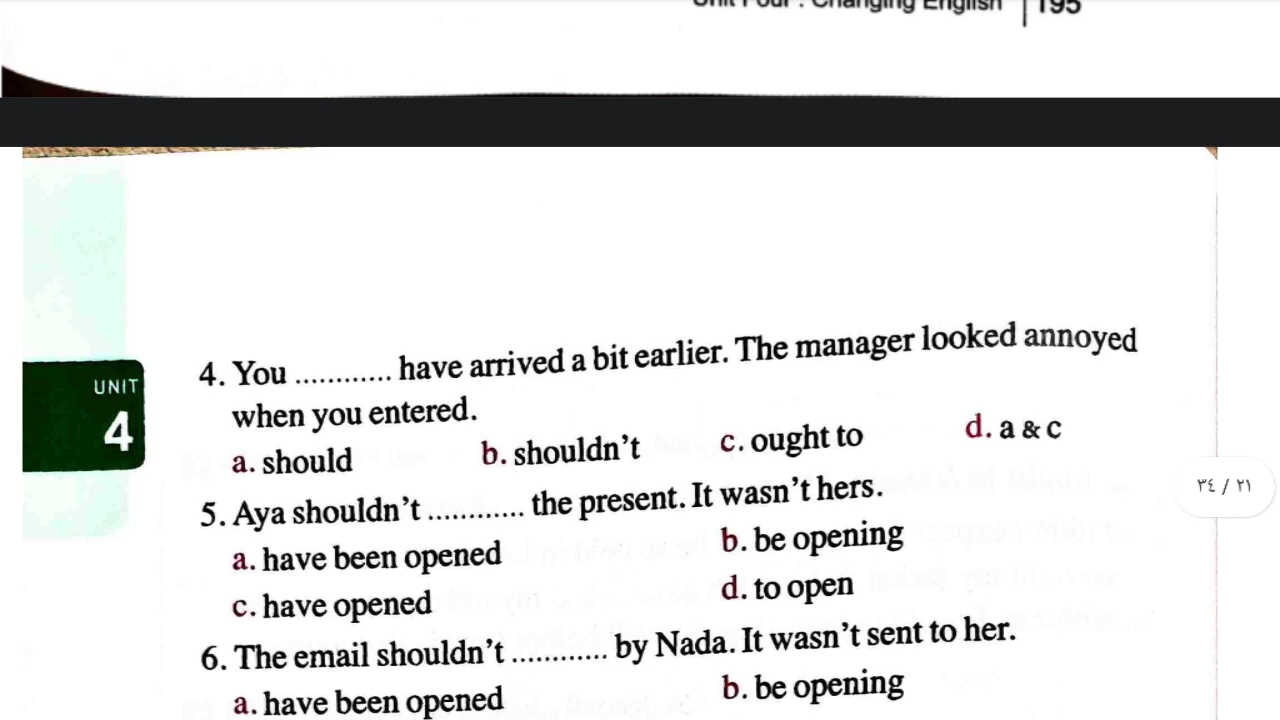 Unit Four : Changing English | 195
4. You ............ have arrived a bit earlier. The manager looked annoyed
when you entered.
a. should b. shouldn't c. ought to d. a & c
5. Aya shouldn't ............ the present. It wasn't hers.
a. have been opened b. be opening
c. have opened d. to open
UNIT
4
6. The email shouldn't ............ by Nada. It wasn't sent to her.
a. have been opened b. be opening
٣٤ / ٢١